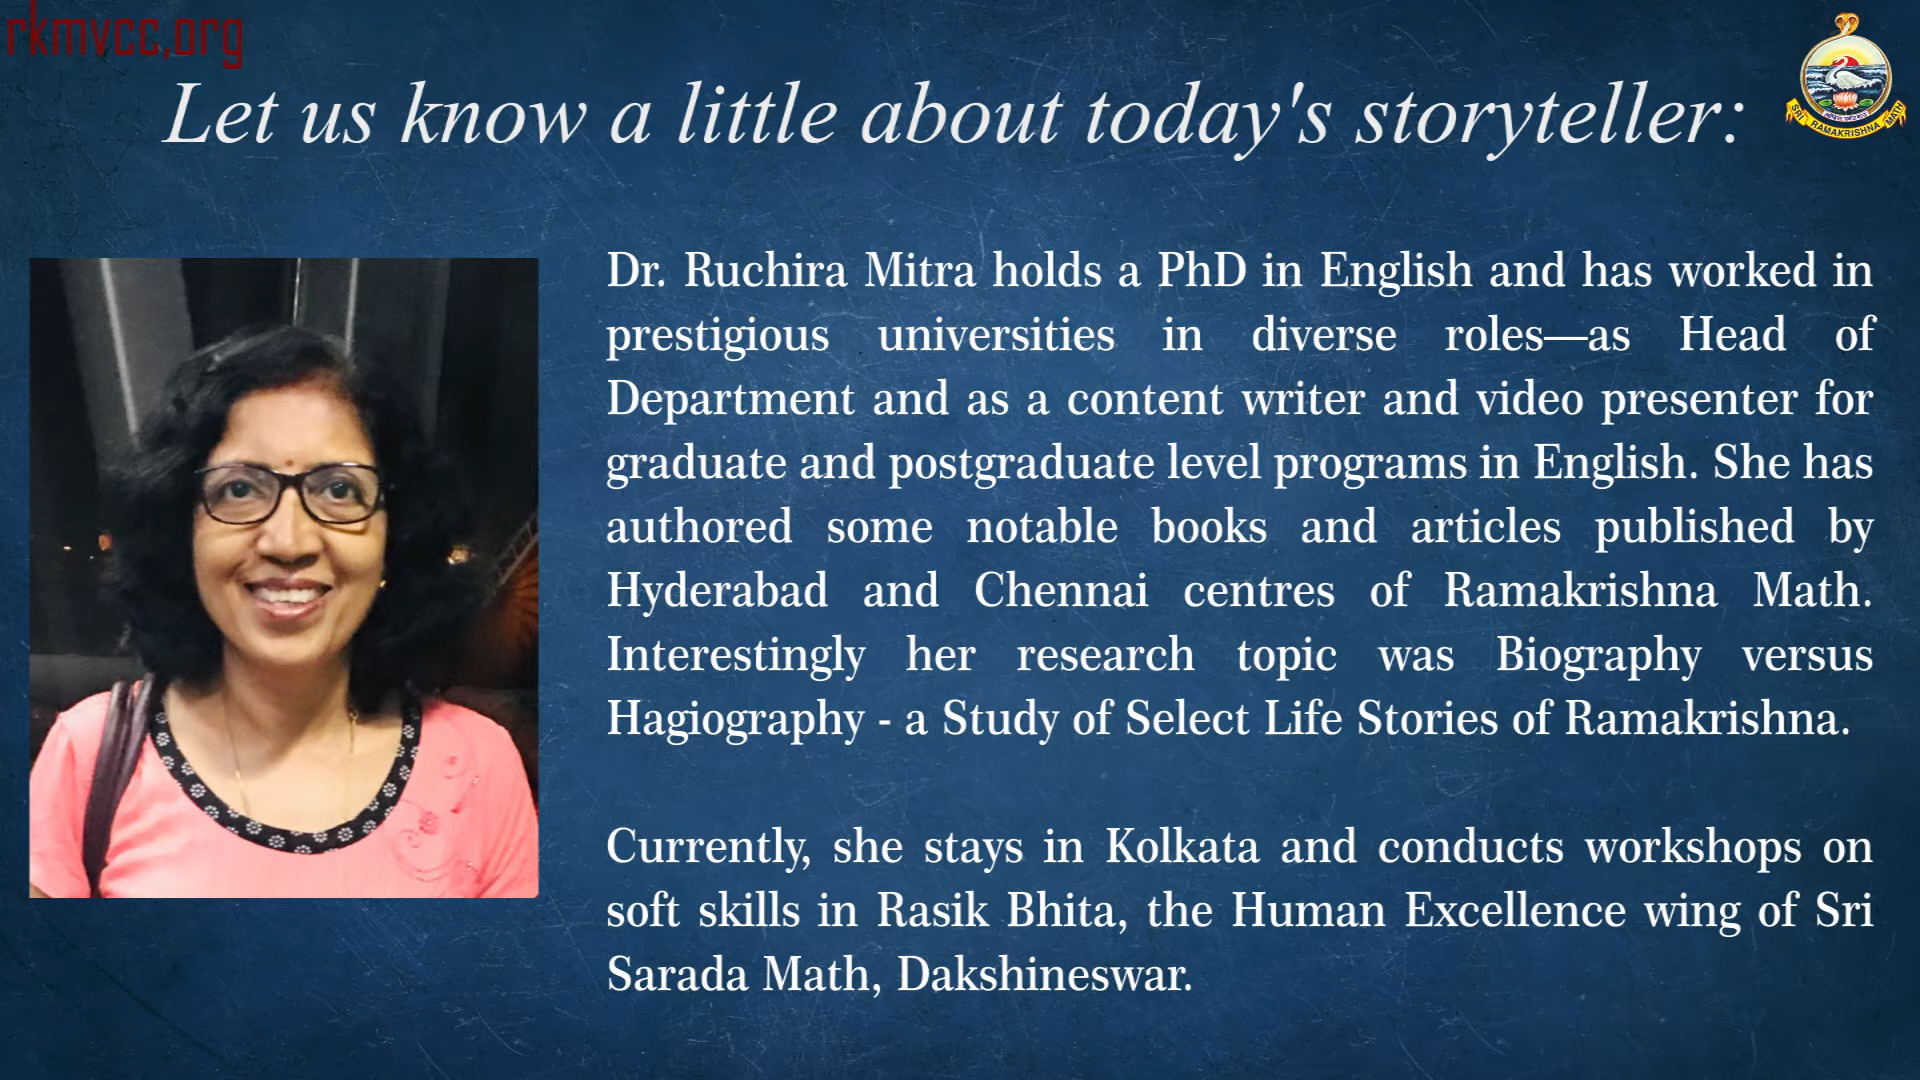 rkmvcc.org
Let us know a little about today's storyteller:
SRI RAMAKRISHNA MATH
Dr. Ruchira Mitra holds a PhD in English and has worked in
prestigious universities in diverse roles—as Head of
Department and as a content writer and video presenter for
graduate and postgraduate level programs in English. She has
authored some notable books and articles published by
Hyderabad and Chennai centres of Ramakrishna Math.
Interestingly her research topic was Biography versus
Hagiography - a Study of Select Life Stories of Ramakrishna.
Currently, she stays in Kolkata and conducts workshops on
soft skills in Rasik Bhita, the Human Excellence wing of Sri
Sarada Math, Dakshineswar.